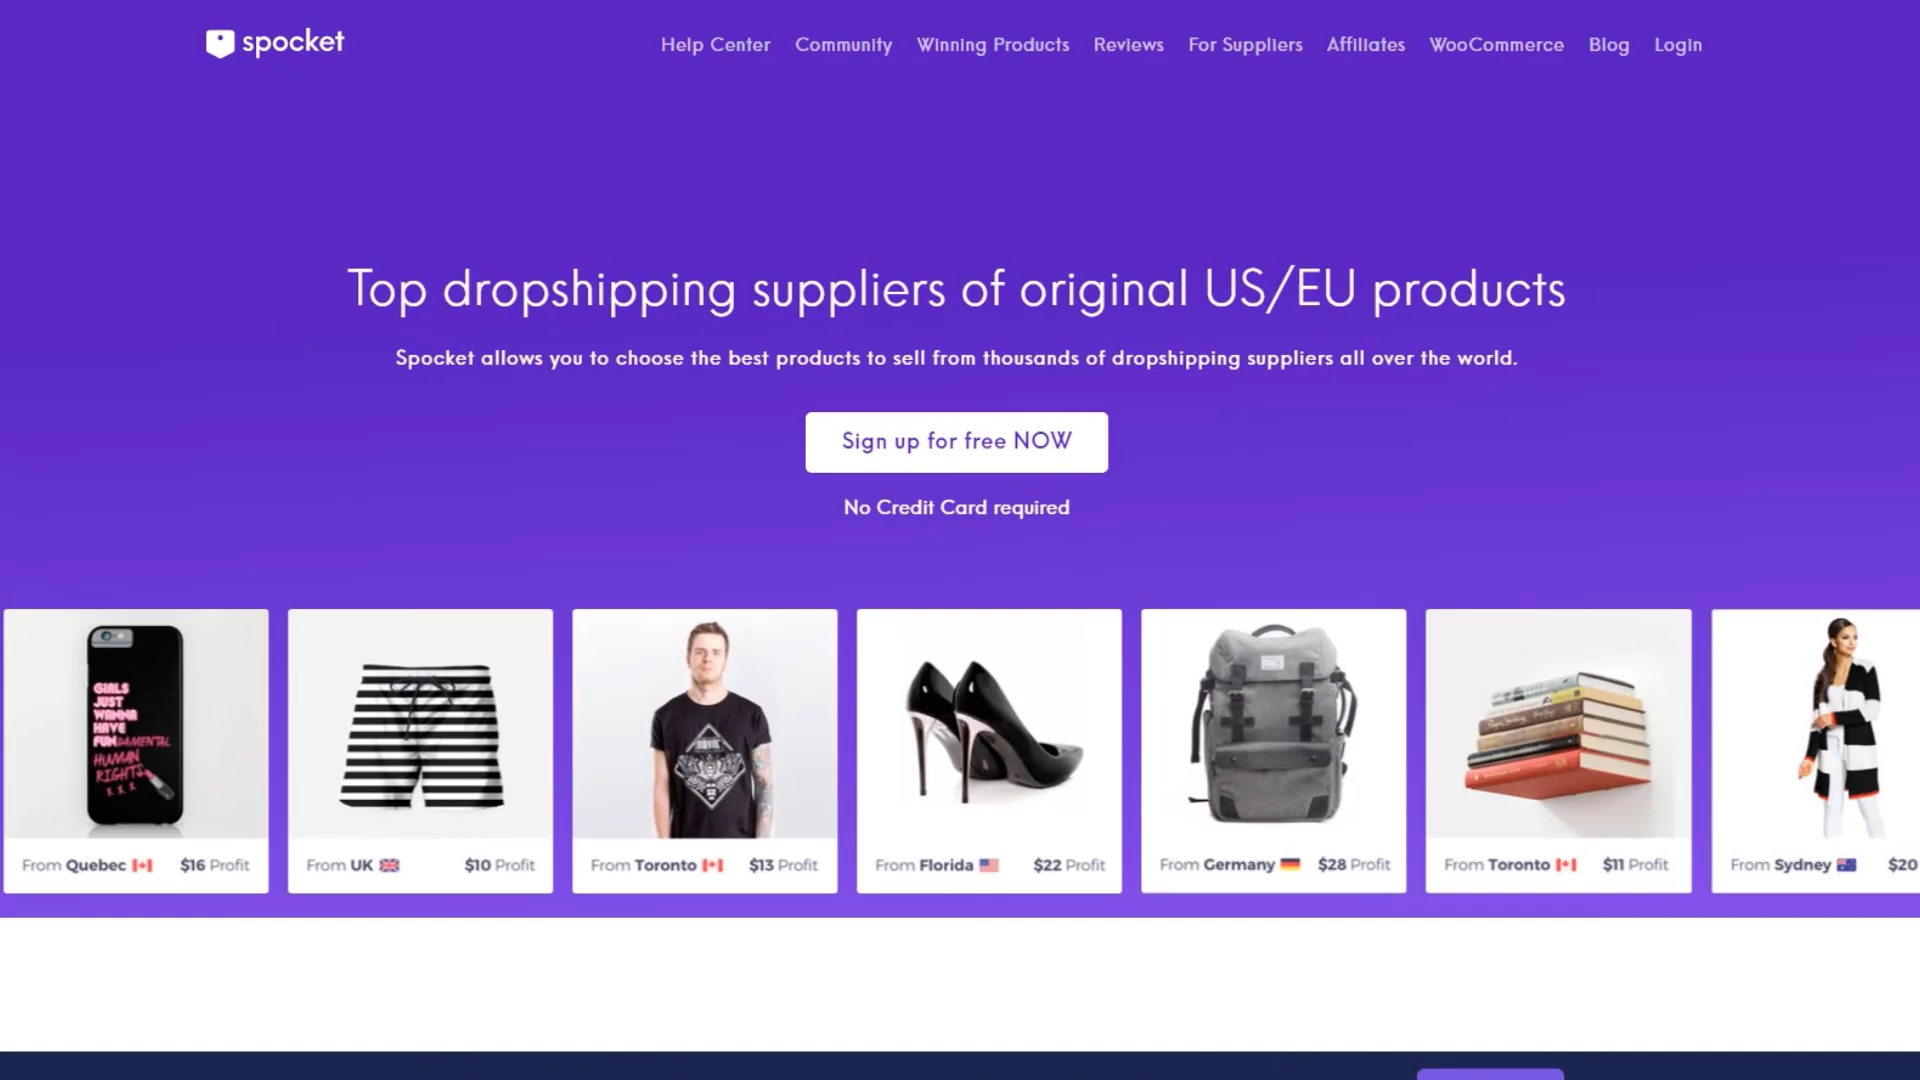 spocket
Help Center Community Winning Products Reviews For Suppliers Affiliates WooCommerce Blog Login
Top dropshipping suppliers of original US/EU products
Spocket allows you to choose the best products to sell from thousands of dropshipping suppliers all over the world.
Sign up for free NOW
No Credit Card required
GIRLS
JUST
WANNA
HAVE
FUNDAMENTAL
HUMAN
RIGHTS
X X X
From Quebec $16 Profit
From UK $10 Profit
From Toronto $13 Profit
From Florida $22 Profit
From Germany $28 Profit
From Toronto $11 Profit
From Sydney $20